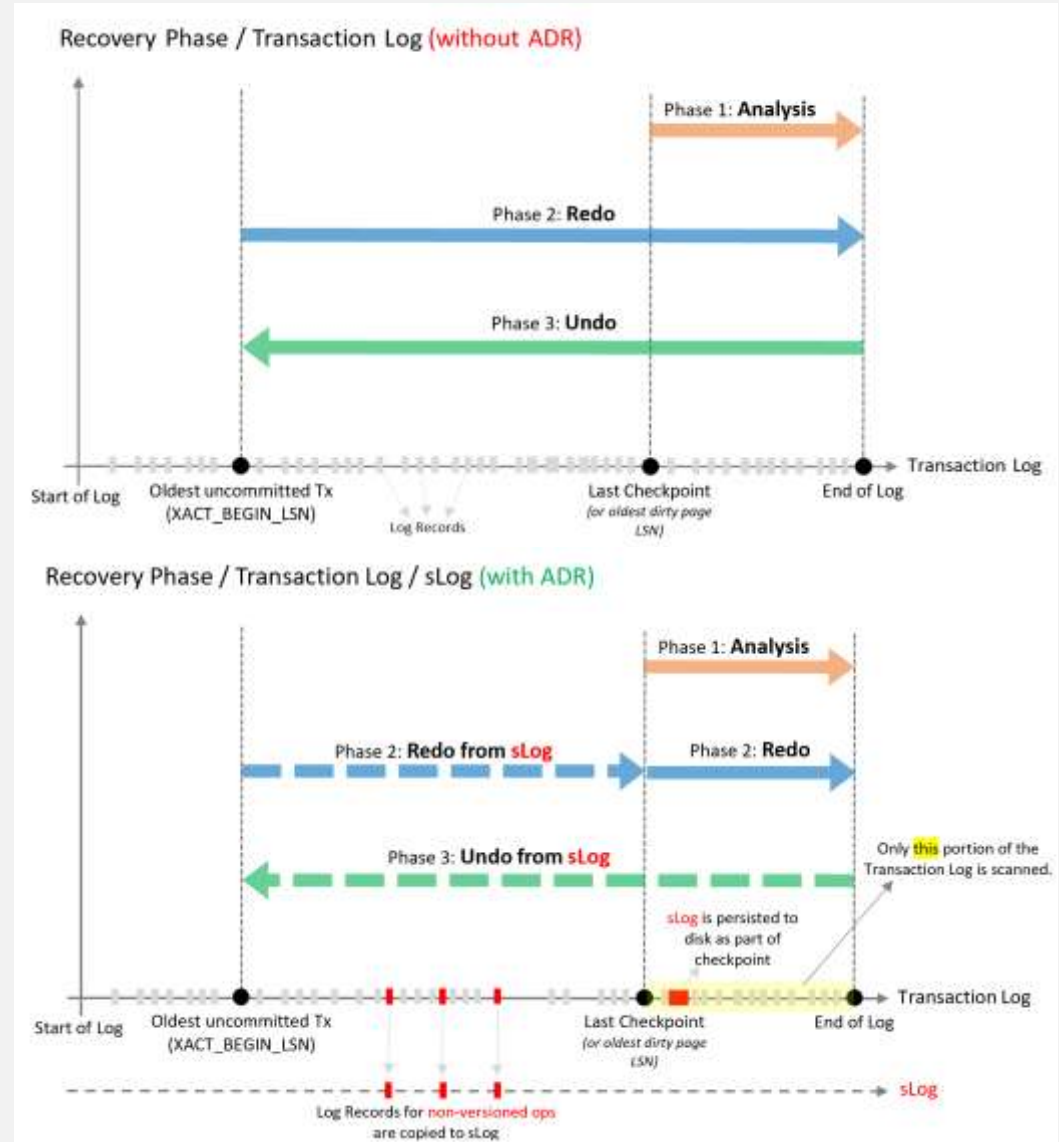 Recovery Phase / Transaction Log (without ADR)
Phase 1: Analysis
Phase 2: Redo
Phase 3: Undo
Transaction Log
Start of Log
Oldest uncommitted Tx
(XACT_BEGIN_LSN)
Log Records
Last Checkpoint
(or oldest dirty page
LSN)
End of Log
Recovery Phase / Transaction Log / sLog (with ADR)
Phase 1: Analysis
Phase 2: Redo from sLog
Phase 2: Redo
Phase 3: Undo from sLog
Only this portion of the
Transaction Log is scanned.
sLog is persisted to
disk as part of
checkpoint
Transaction Log
Start of Log
Oldest uncommitted Tx
(XACT_BEGIN_LSN)
Last Checkpoint
(or oldest dirty page
LSN)
End of Log
sLog
Log Records for non-versioned ops
are copied to sLog